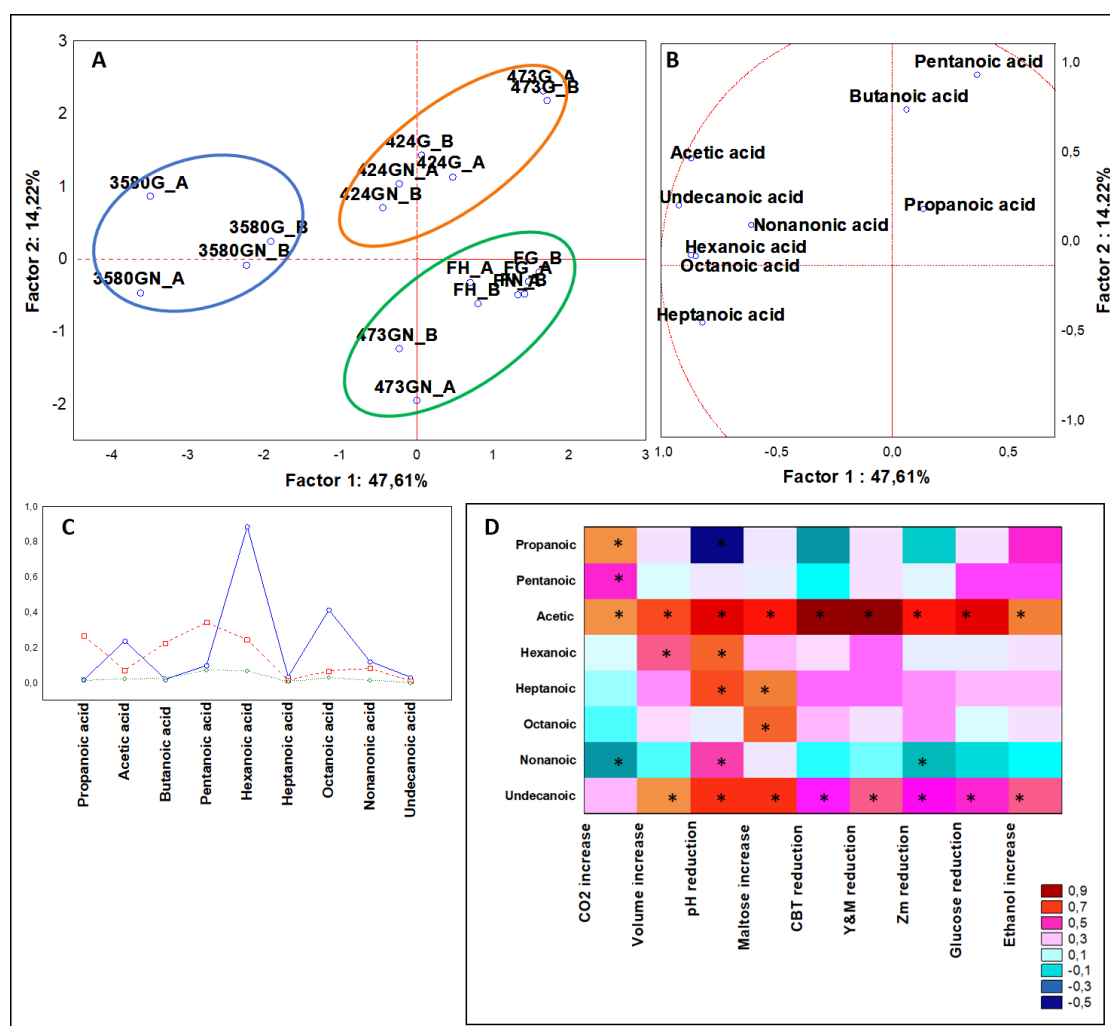 A
3
2
1
0
-1
-2
-4
-3
-2
-1
0
1
2
3
Factor 2: 14,22%
Factor 1: 47,61%
473G_A
473G_B
424G_B
424G_A
424GN_A
424GN_B
3580G_A
3580G_B
3580GN_B
3580GN_A
FG_B
FH_A
FG_A
FH_B
473GN_B
473GN_A
B
Pentanoic acid
Butanoic acid
Acetic acid
Undecanoic acid
Propanoic acid
Nonanonic acid
Hexanoic acid
Octanoic acid
Heptanoic acid
1,0
0,5
0,0
-0,5
-1,0
1,0
-0,5
0,0
0,5
Factor 2 : 14,22%
Factor 1 : 47,61%
C
1,0
0,8
0,6
0,4
0,2
0,0
Propanoic acid
Acetic acid
Butanoic acid
Pentanoic acid
Hexanoic acid
Heptanoic acid
Octanoic acid
Nonanonic acid
Undecanoic acid
D
Propanoic * *
Pentanoic *
Acetic * * * * * * * * *
Hexanoic * *
Heptanoic * *
Octanoic *
Nonanoic * * *
Undecanoic * * * * * * * *
CO2 increase
Volume increase
pH reduction
Maltose increase
CBT reduction
Y&M reduction
Zm reduction
Glucose reduction
Ethanol increase
0,9
0,7
0,5
0,3
0,1
-0,1
-0,3
-0,5